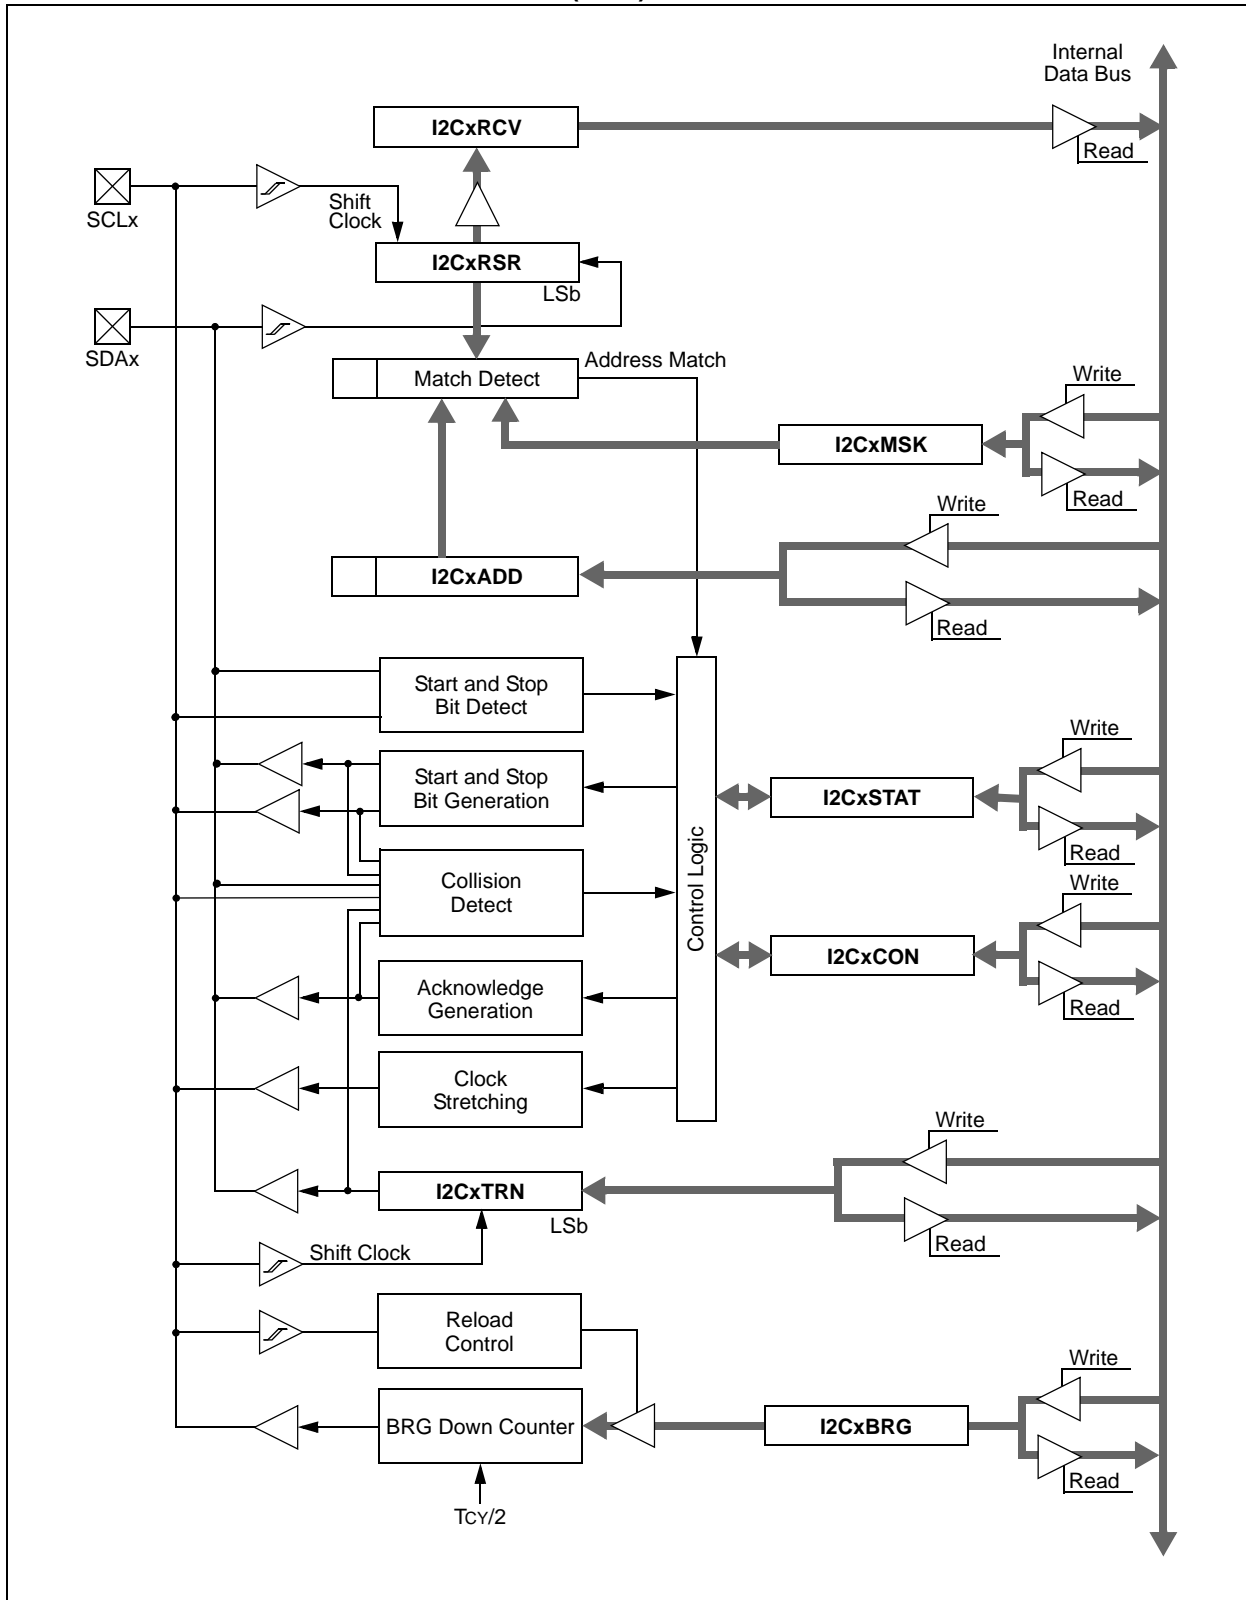 Internal
Data Bus
I2CxRCV
Read
SCLx
Shift
Clock
I2CxRSR
LSb
SDAx
Address Match
Match Detect
Write
I2CxMSK
Read
Write
I2CxADD
Read
Start and Stop
Bit Detect
Write
Start and Stop
Bit Generation
I2CxSTAT
Read
Control Logic
Collision
Detect
Write
I2CxCON
Read
Acknowledge
Generation
Clock
Stretching
Write
I2CxTRN
LSb
Read
Shift Clock
Reload
Control
Write
BRG Down Counter
I2CxBRG
Read
TCY/2